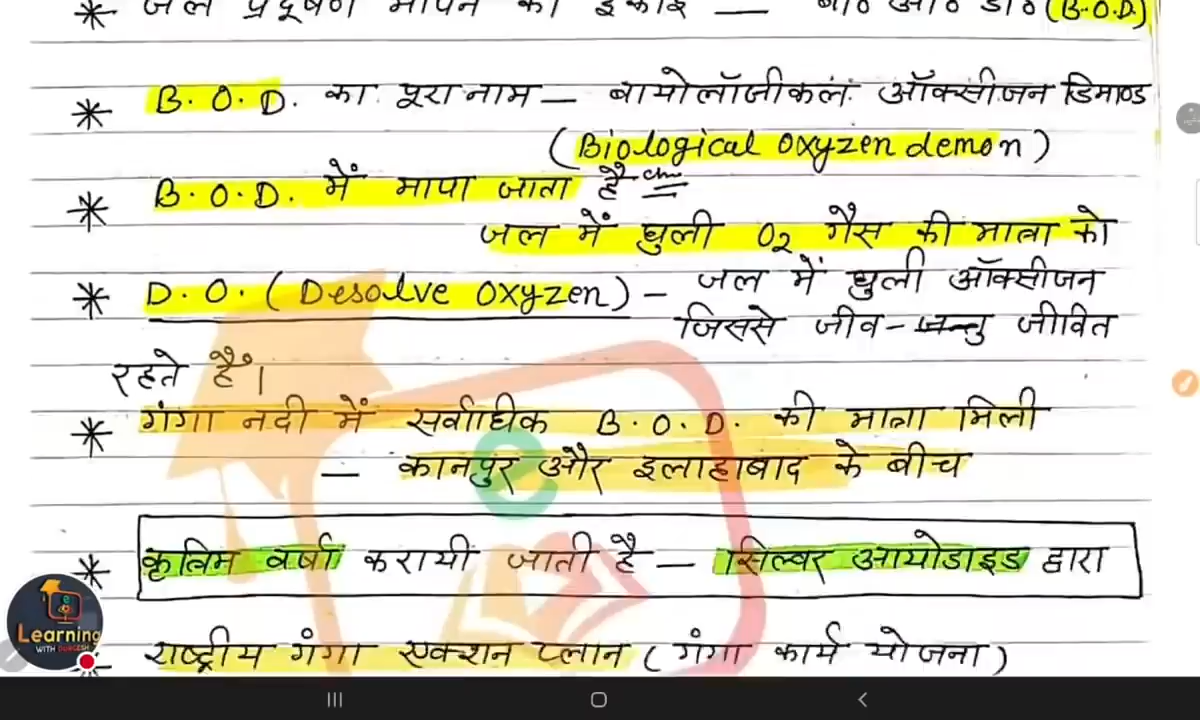 * जल प्रदूषण मापन की इकाई — बी० ओ० डी० (B.O.D.)
* B.O.D. का पूरा नाम — बायोलॉजीकल ऑक्सीजन डिमाण्ड
(Biological Oxyzen demon)
* B.O.D. में मापा जाता है
जल में घुली O₂ गैस की मात्रा को
* D.O. (Desolve Oxyzen) - जल में घुली ऑक्सीजन
जिससे जीव-जन्तु जीवित
रहते हैं।
* गंगा नदी में सर्वाधिक B.O.D. की मात्रा मिली
— कानपुर और इलाहाबाद के बीच
* कृत्रिम वर्षा करायी जाती है — सिल्वर आयोडाइड द्वारा
* राष्ट्रीय गंगा एक्शन प्लान (गंगा कार्य योजना)
Learning
WITH DURGESH